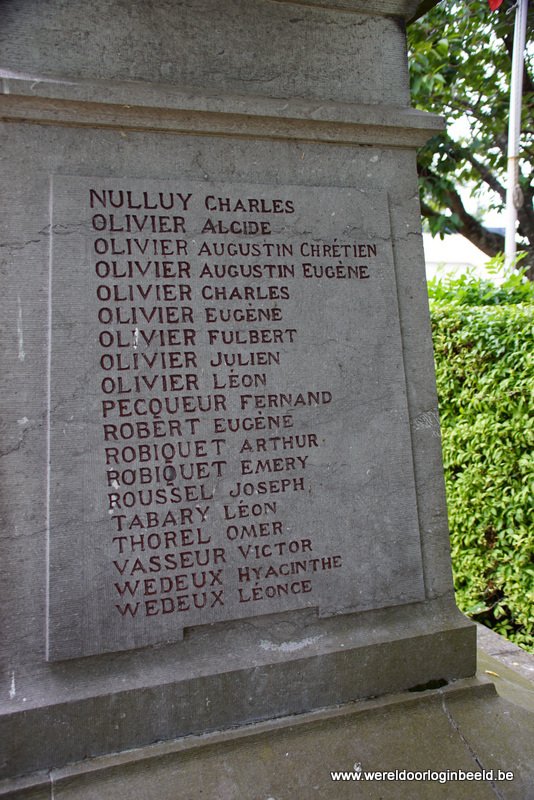 NULLUY CHARLES
OLIVIER ALCIDE
OLIVIER AUGUSTIN CHRÉTIEN
OLIVIER AUGUSTIN EUGÈNE
OLIVIER CHARLES
OLIVIER EUGÈNÉ
OLIVIER FULBERT
OLIVIER JULIEN
OLIVIER LÉON
PECQUEUR FERNAND
ROBERT EUGÈNE
ROBIQUET ARTHUR
ROBIQUET EMERY
ROUSSEL JOSEPH
TABARY LÉON
THOREL OMER
VASSEUR VICTOR
WEDEUX HYACINTHE
WEDEUX LÉONCE
www.wereldoorloginbeeld.be